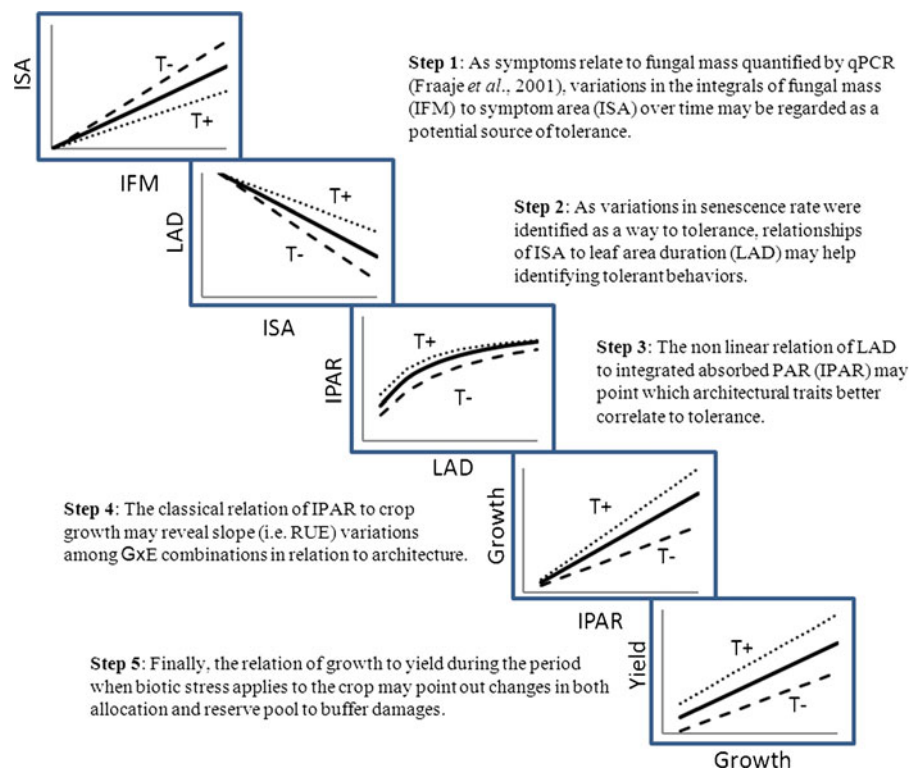 ISA
T-
T+
IFM
Step 1: As symptoms relate to fungal mass quantified by qPCR
(Fraaje et al., 2001), variations in the integrals of fungal mass
(IFM) to symptom area (ISA) over time may be regarded as a
potential source of tolerance.
LAD
T+
T-
ISA
Step 2: As variations in senescence rate were
identified as a way to tolerance, relationships
of ISA to leaf area duration (LAD) may help
identifying tolerant behaviors.
IPAR
T+
T-
LAD
Step 3: The non linear relation of LAD
to integrated absorbed PAR (IPAR) may
point which architectural traits better
correlate to tolerance.
Step 4: The classical relation of IPAR to crop
growth may reveal slope (i.e. RUE) variations
among GxE combinations in relation to architecture.
Growth
T+
T-
IPAR
Step 5: Finally, the relation of growth to yield during the period
when biotic stress applies to the crop may point out changes in both
allocation and reserve pool to buffer damages.
Yield
T+
T-
Growth